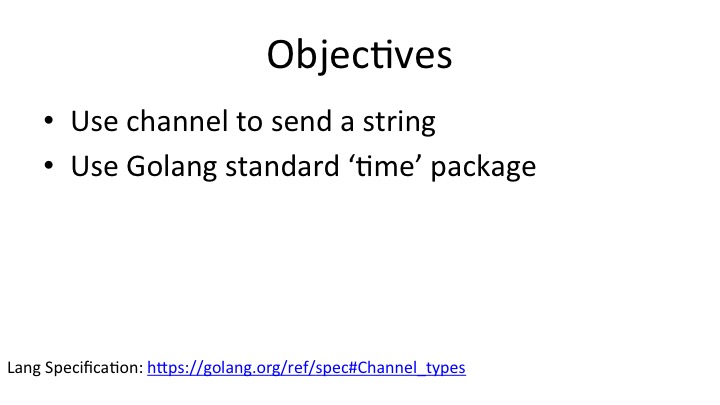 Objectives
• Use channel to send a string
• Use Golang standard ‘time’ package
Lang Specification: https://golang.org/ref/spec#Channel_types